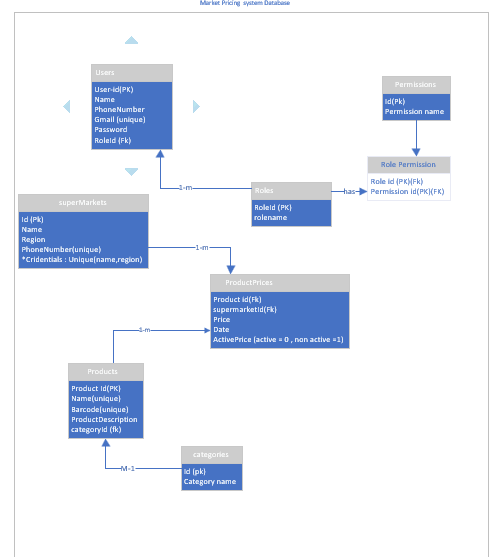 Market Pricing system Database
Users
User-id(PK)
Name
PhoneNumber
Gmail (unique)
Password
RoleId (Fk)
Permissions
Id(Pk)
Permission name
Role Permission
Role id (PK)(Fk)
Permission Id(PK)(FK)
1-m
Roles
RoleId (PK)
rolename
has
superMarkets
Id (Pk)
Name
Region
PhoneNumber(unique)
*Cridentials : Unique(name,region)
1-m
ProductPrices
Product id(Fk)
supermarketId(Fk)
Price
Date
ActivePrice (active = 0 , non active =1)
1-m
Products
Product Id(PK)
Name(unique)
Barcode(unique)
ProductDescription
categoryId (fk)
M-1
categories
Id (pk)
Category name